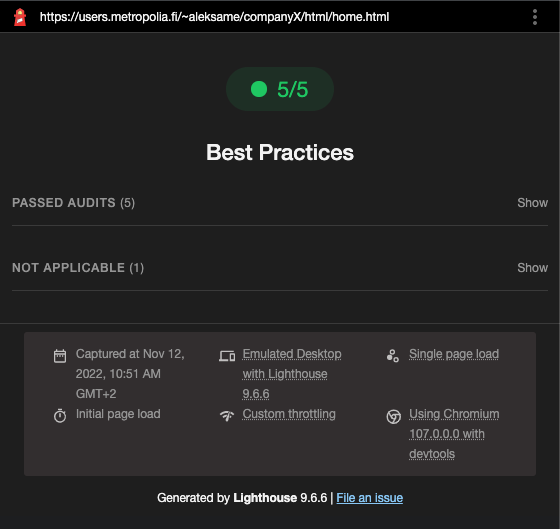 https://users.metropolia.fi/~aleksame/companyX/html/home.html
5/5
Best Practices
PASSED AUDITS (5) Show
NOT APPLICABLE (1) Show
Captured at Nov 12,
2022, 10:51 AM
GMT+2
Emulated Desktop
with Lighthouse
9.6.6
Single page load
Initial page load
Custom throttling
Using Chromium
107.0.0.0 with
devtools
Generated by Lighthouse 9.6.6 | File an issue